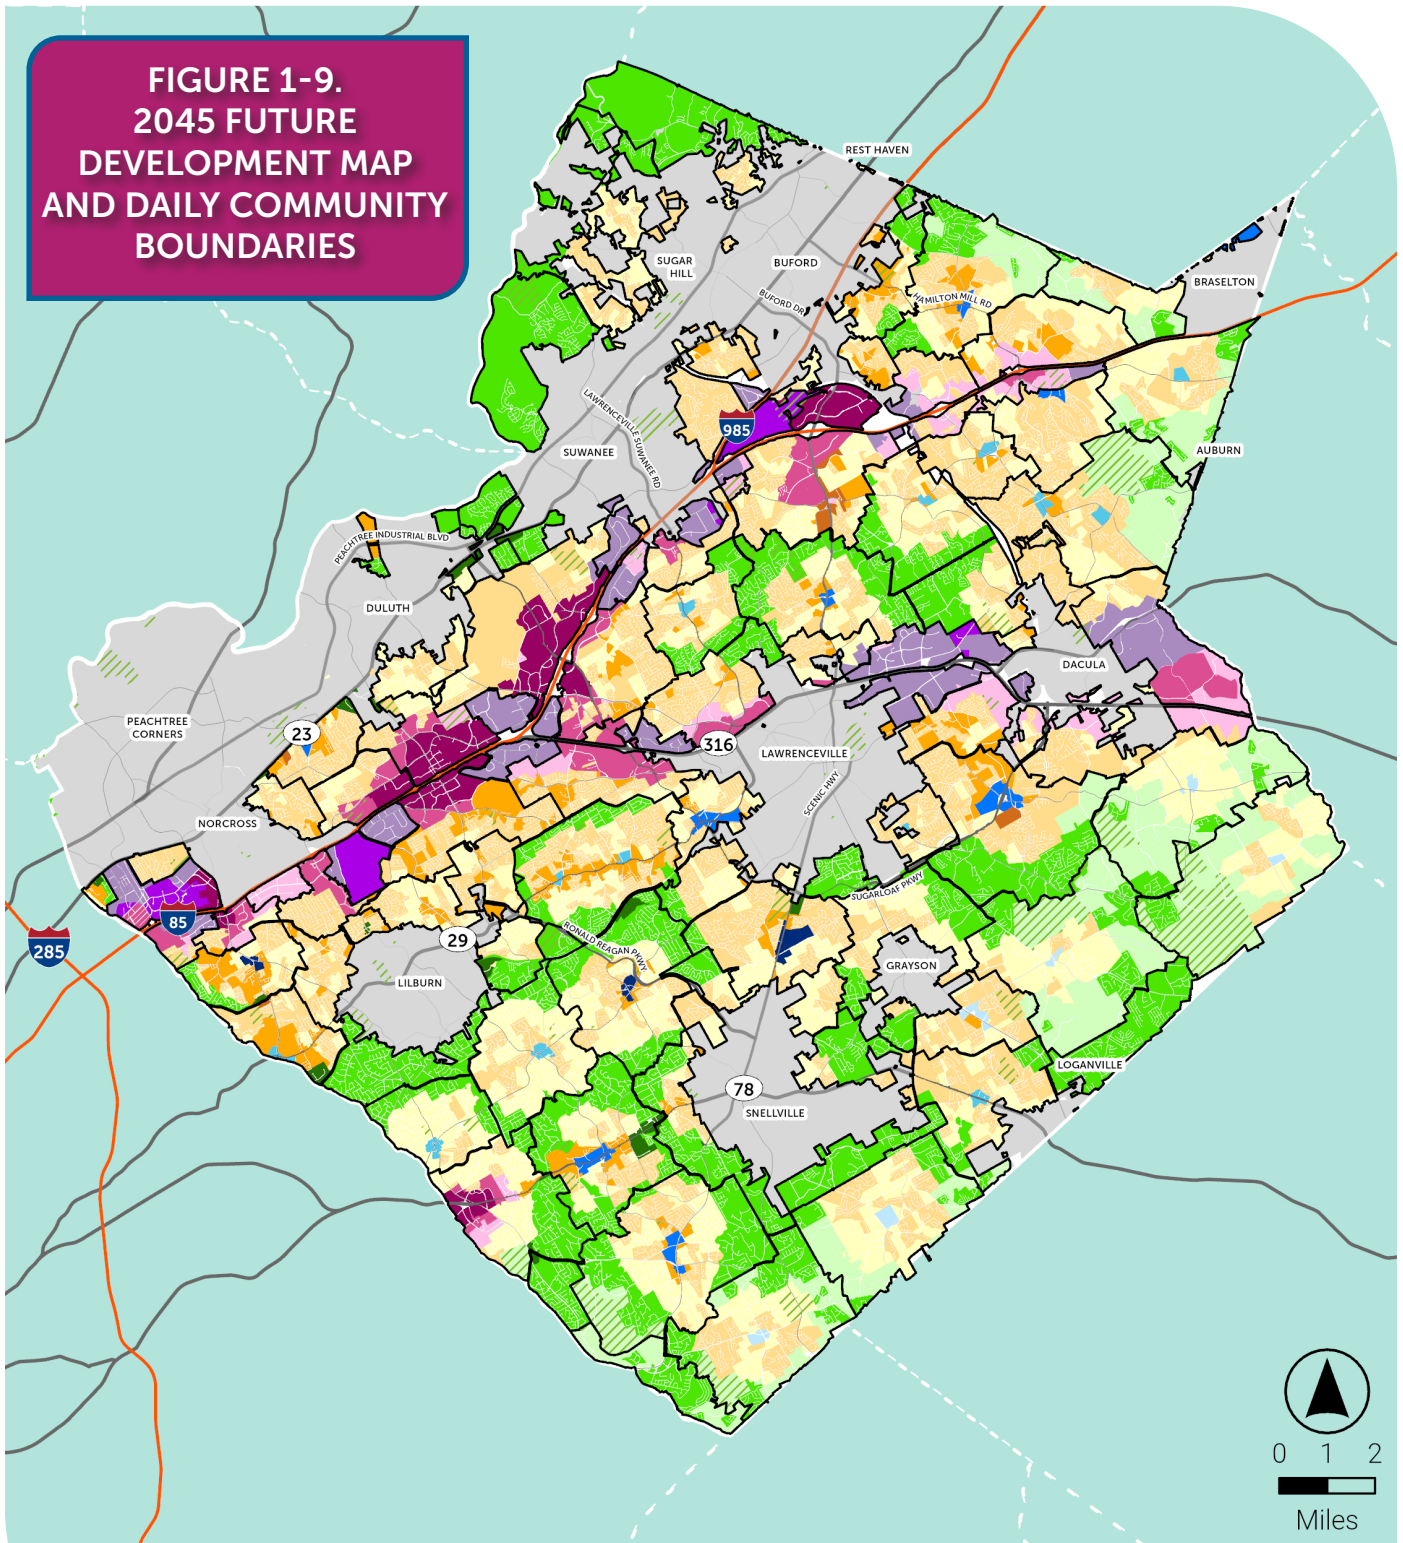 FIGURE 1-9.
2045 FUTURE
DEVELOPMENT MAP
AND DAILY COMMUNITY
BOUNDARIES
REST HAVEN
SUGAR
HILL
BUFORD
BUFORD DR
HAMILTON MILL RD
BRASELTON
LAWRENCEVILLE SUWANEE RD
985
SUWANEE
AUBURN
PEACHTREE INDUSTRIAL BLVD
DULUTH
DACULA
PEACHTREE
CORNERS
23
316
LAWRENCEVILLE
SCENIC HWY
NORCROSS
SUGARLOAF PKWY
85
285
29
RONALD REAGAN PKWY
LILBURN
GRAYSON
LOGANVILLE
78
SNELLVILLE
0 1 2
Miles